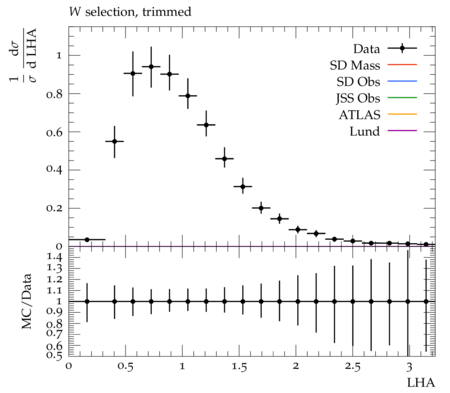 W selection, trimmed
1/σ dσ/d LHA
1
0.8
0.6
0.4
0.2
0
Data
SD Mass
SD Obs
JSS Obs
ATLAS
Lund
MC/Data
1.4
1.3
1.2
1.1
1
0.9
0.8
0.7
0.6
0.5
0 0.5 1 1.5 2 2.5 3
LHA